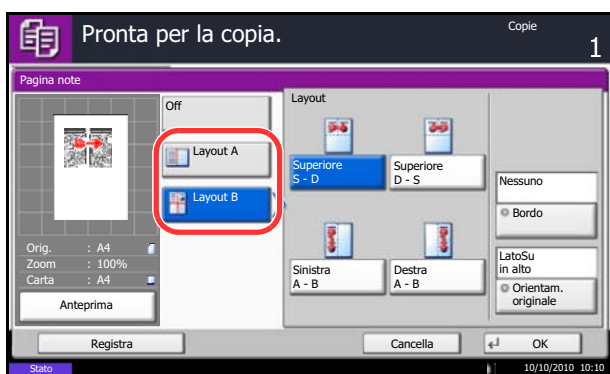 Pronta per la copia.
Copie
1
Pagina note
Off
Layout A
Layout B
Layout
Superiore
S - D
Superiore
D - S
Sinistra
A - B
Destra
A - B
Nessuno
Bordo
LatoSu
in alto
Orientam.
originale
Orig. : A4
Zoom : 100%
Carta : A4
Anteprima
Registra
Cancella
OK
Stato
10/10/2010 10:10